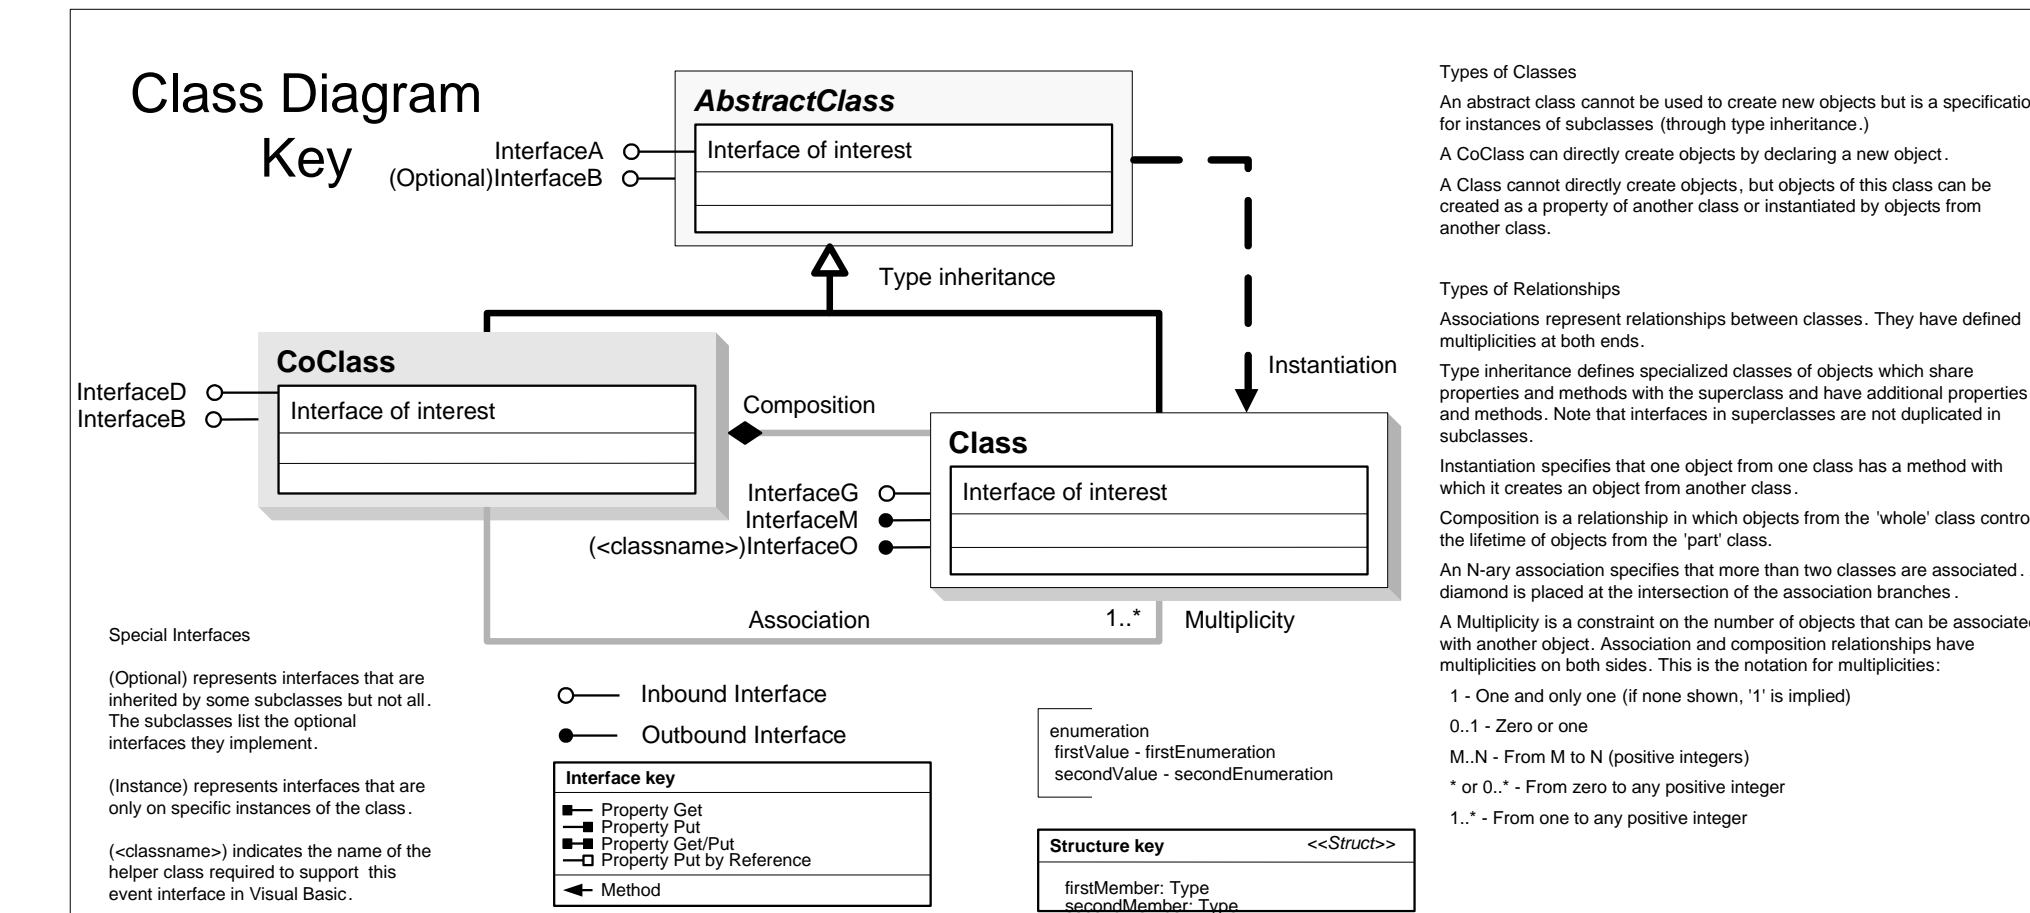 Class Diagram
Key
AbstractClass
Interface of interest
InterfaceA
(Optional)InterfaceB
Type inheritance
CoClass
Interface of interest
InterfaceD
InterfaceB
Composition
Instantiation
Class
Interface of interest
InterfaceG
InterfaceM
(<classname>)InterfaceO
Association
1..*
Multiplicity
Special Interfaces
(Optional) represents interfaces that are
inherited by some subclasses but not all.
The subclasses list the optional
interfaces they implement.
(Instance) represents interfaces that are
only on specific instances of the class.
(<classname>) indicates the name of the
helper class required to support this
event interface in Visual Basic.
Inbound Interface
Outbound Interface
Interface key
Property Get
Property Put
Property Get/Put
Property Put by Reference
Method
enumeration
firstValue - firstEnumeration
secondValue - secondEnumeration
Structure key <<Struct>>
firstMember: Type
secondMember: Type
Types of Classes
An abstract class cannot be used to create new objects but is a specificatio
for instances of subclasses (through type inheritance.)
A CoClass can directly create objects by declaring a new object.
A Class cannot directly create objects, but objects of this class can be
created as a property of another class or instantiated by objects from
another class.
Types of Relationships
Associations represent relationships between classes. They have defined
multiplicities at both ends.
Type inheritance defines specialized classes of objects which share
properties and methods with the superclass and have additional properties
and methods. Note that interfaces in superclasses are not duplicated in
subclasses.
Instantiation specifies that one object from one class has a method with
which it creates an object from another class.
Composition is a relationship in which objects from the 'whole' class contro
the lifetime of objects from the 'part' class.
An N-ary association specifies that more than two classes are associated.
diamond is placed at the intersection of the association branches.
A Multiplicity is a constraint on the number of objects that can be associate
with another object. Association and composition relationships have
multiplicities on both sides. This is the notation for multiplicities:
1 - One and only one (if none shown, '1' is implied)
0..1 - Zero or one
M..N - From M to N (positive integers)
* or 0..* - From zero to any positive integer
1..* - From one to any positive integer